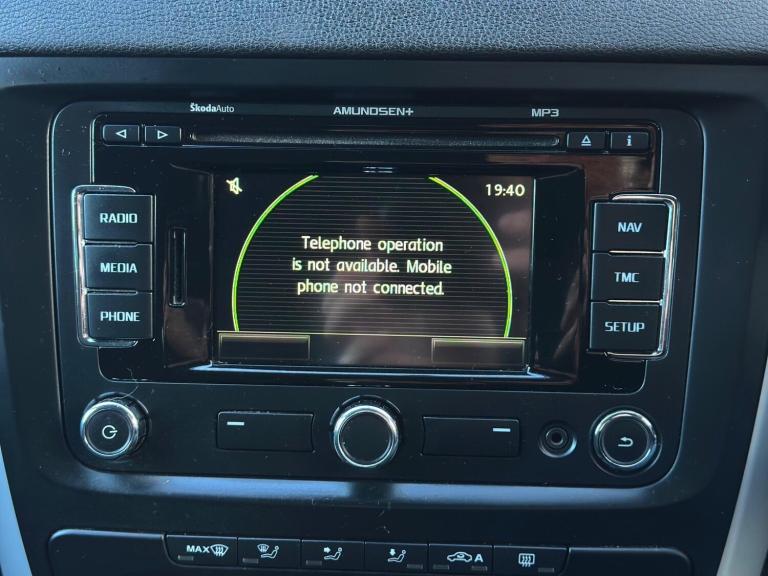 ŠkodaAuto AMUNDSEN+ MP3
i
RADIO
MEDIA
PHONE
19:40
Telephone operation
is not available. Mobile
phone not connected.
NAV
TMC
SETUP
MAX
A